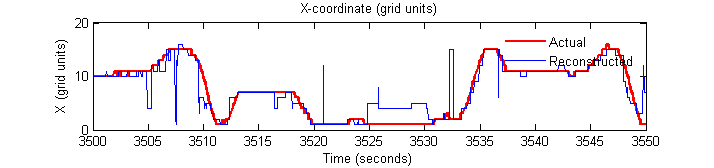 X-coordinate (grid units)
20
10
0
X (grid units)
Actual
Reconstructed
3500 3505 3510 3515 3520 3525 3530 3535 3540 3545 3550
Time (seconds)